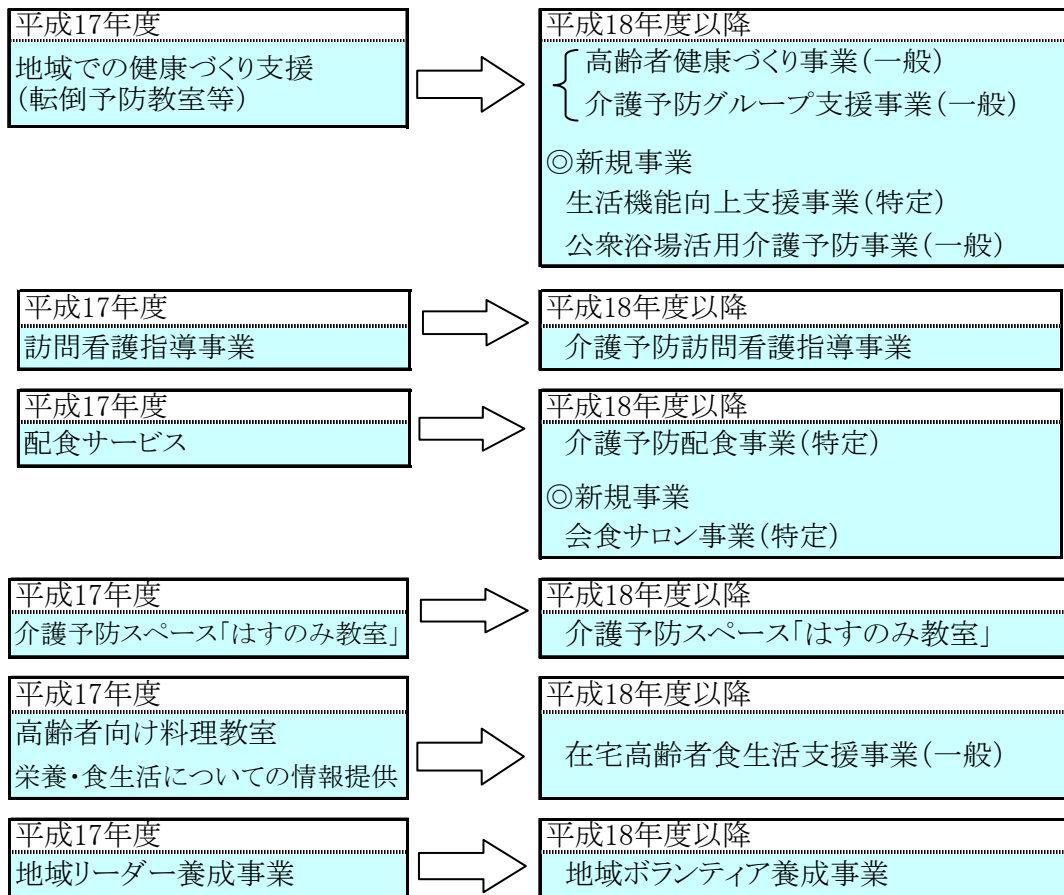 平成17年度
地域での健康づくり支援
(転倒予防教室等)
平成18年度以降
高齢者健康づくり事業(一般)
介護予防グループ支援事業(一般)
◎新規事業
生活機能向上支援事業(特定)
公衆浴場活用介護予防事業(一般)
平成17年度
訪問看護指導事業
平成18年度以降
介護予防訪問看護指導事業
平成17年度
配食サービス
平成18年度以降
介護予防配食事業(特定)
◎新規事業
会食サロン事業(特定)
平成17年度
介護予防スペース「はすのみ教室」
平成18年度以降
介護予防スペース「はすのみ教室」
平成17年度
高齢者向け料理教室
栄養・食生活についての情報提供
平成18年度以降
在宅高齢者食生活支援事業(一般)
平成17年度
地域リーダー養成事業
平成18年度以降
地域ボランティア養成事業